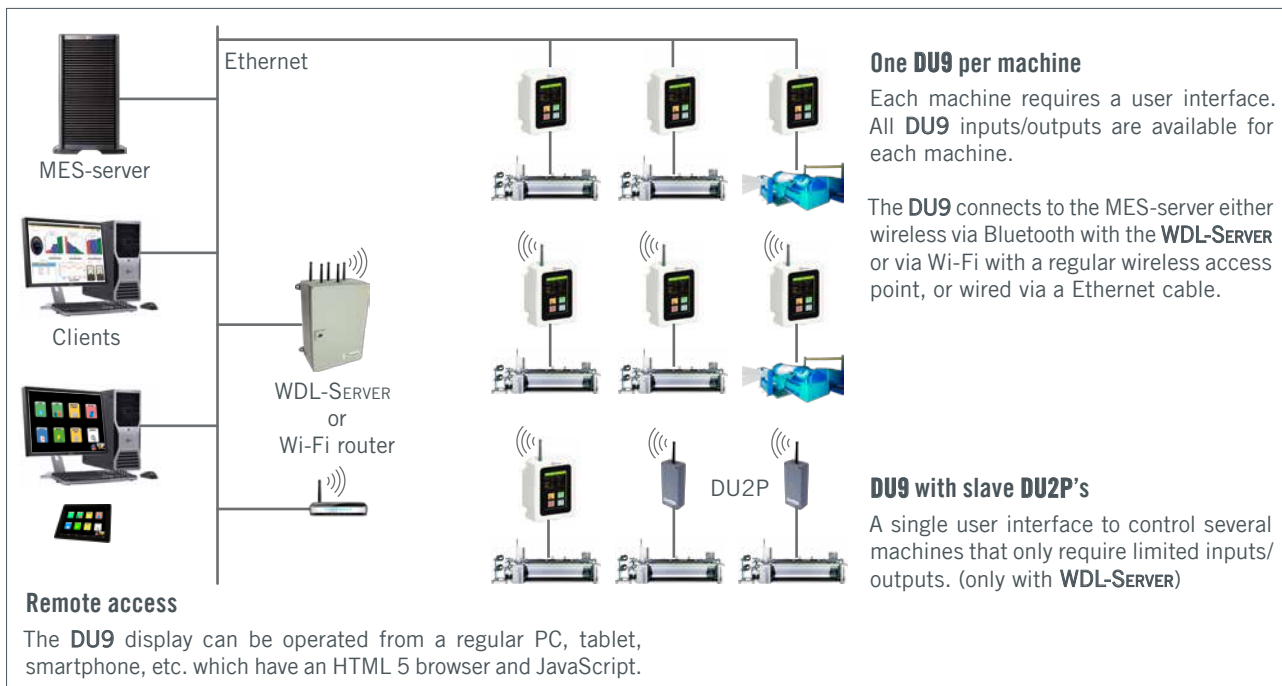 Ethernet
MES-server
Clients
WDL-SERVER
or
Wi-Fi router
DU2P
One DU9 per machine
Each machine requires a user interface.
All DU9 inputs/outputs are available for
each machine.
The DU9 connects to the MES-server either
wireless via Bluetooth with the WDL-SERVER
or via Wi-Fi with a regular wireless access
point, or wired via a Ethernet cable.
DU9 with slave DU2P's
A single user interface to control several
machines that only require limited inputs/
outputs. (only with WDL-SERVER)
Remote access
The DU9 display can be operated from a regular PC, tablet,
smartphone, etc. which have an HTML 5 browser and JavaScript.